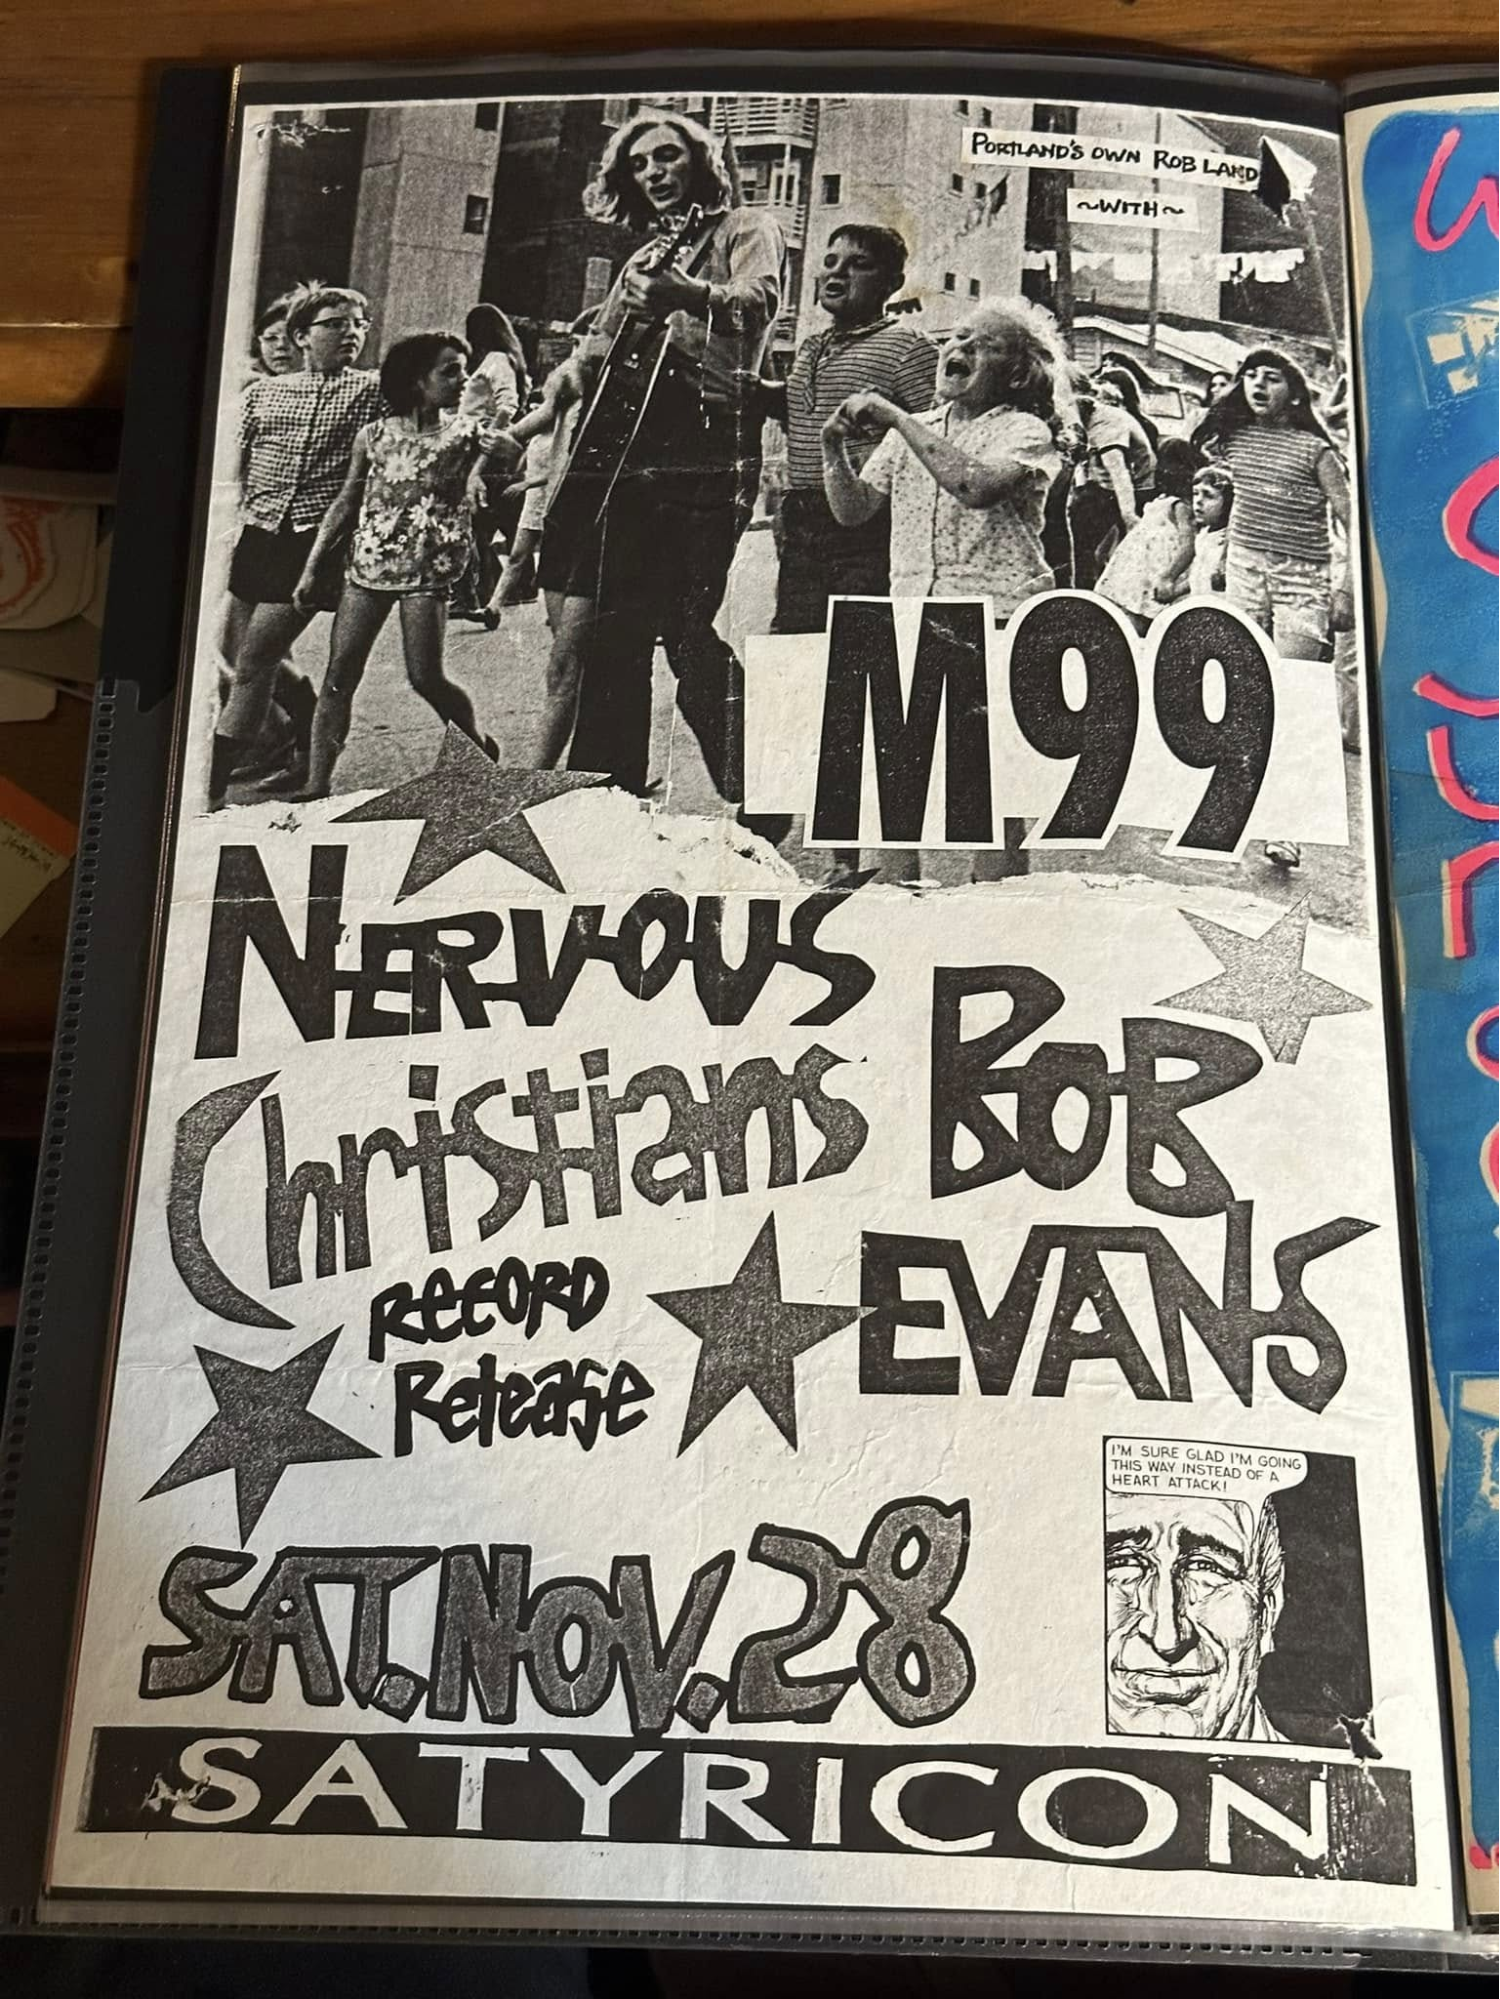 PORTLAND'S OWN ROB LAND
~WITH~
M99
NERVOUS
Christians
RECORD
Release
BOB
EVANS
I'M SURE GLAD I'M GOING
THIS WAY INSTEAD OF A
HEART ATTACK!
SAT. NOV. 28
SATYRICON